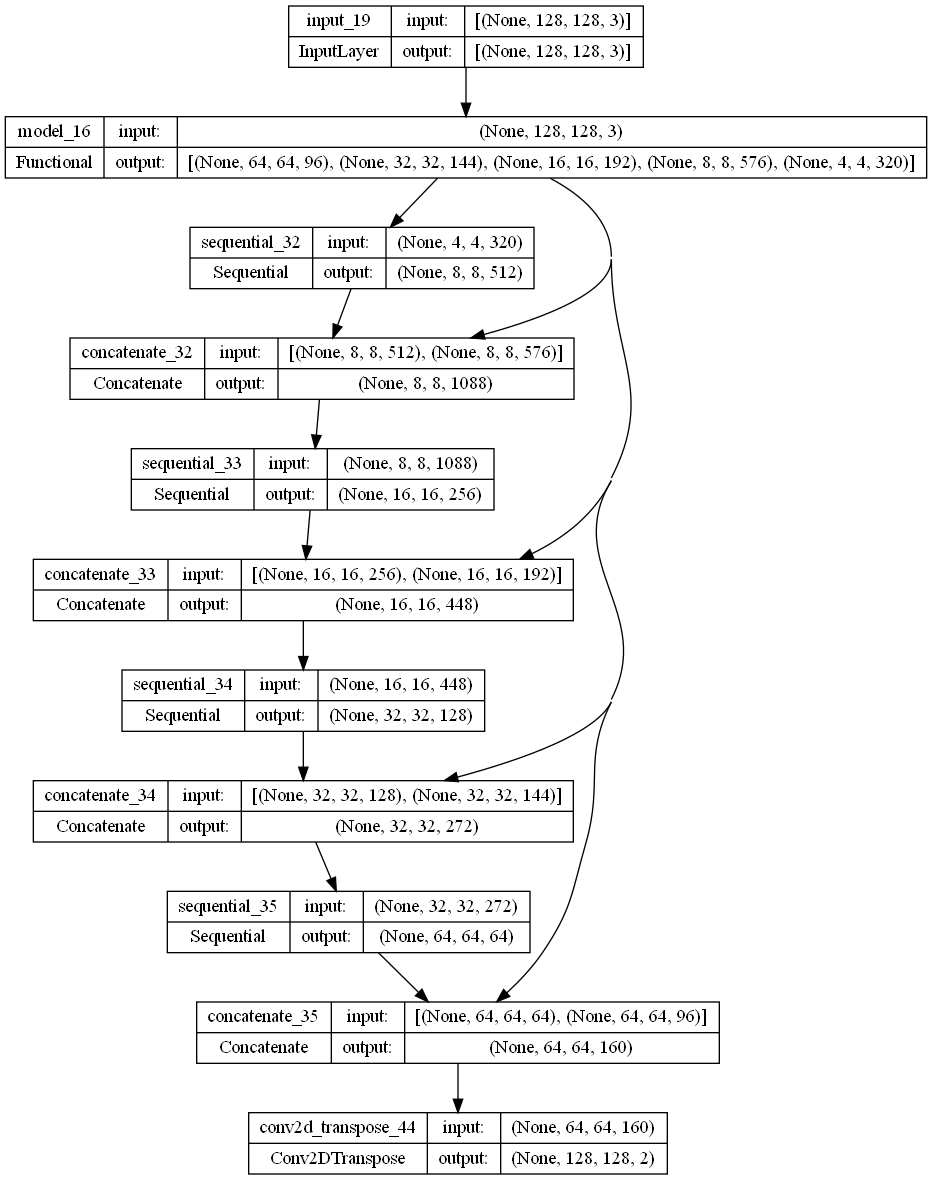 input_19 input: [(None, 128, 128, 3)]
InputLayer output: [(None, 128, 128, 3)]
model_16 input: (None, 128, 128, 3)
Functional output: [(None, 64, 64, 96), (None, 32, 32, 144), (None, 16, 16, 192), (None, 8, 8, 576), (None, 4, 4, 320)]
sequential_32 input: (None, 4, 4, 320)
Sequential output: (None, 8, 8, 512)
concatenate_32 input: [(None, 8, 8, 512), (None, 8, 8, 576)]
Concatenate output: (None, 8, 8, 1088)
sequential_33 input: (None, 8, 8, 1088)
Sequential output: (None, 16, 16, 256)
concatenate_33 input: [(None, 16, 16, 256), (None, 16, 16, 192)]
Concatenate output: (None, 16, 16, 448)
sequential_34 input: (None, 16, 16, 448)
Sequential output: (None, 32, 32, 128)
concatenate_34 input: [(None, 32, 32, 128), (None, 32, 32, 144)]
Concatenate output: (None, 32, 32, 272)
sequential_35 input: (None, 32, 32, 272)
Sequential output: (None, 64, 64, 64)
concatenate_35 input: [(None, 64, 64, 64), (None, 64, 64, 96)]
Concatenate output: (None, 64, 64, 160)
conv2d_transpose_44 input: (None, 64, 64, 160)
Conv2DTranspose output: (None, 128, 128, 2)